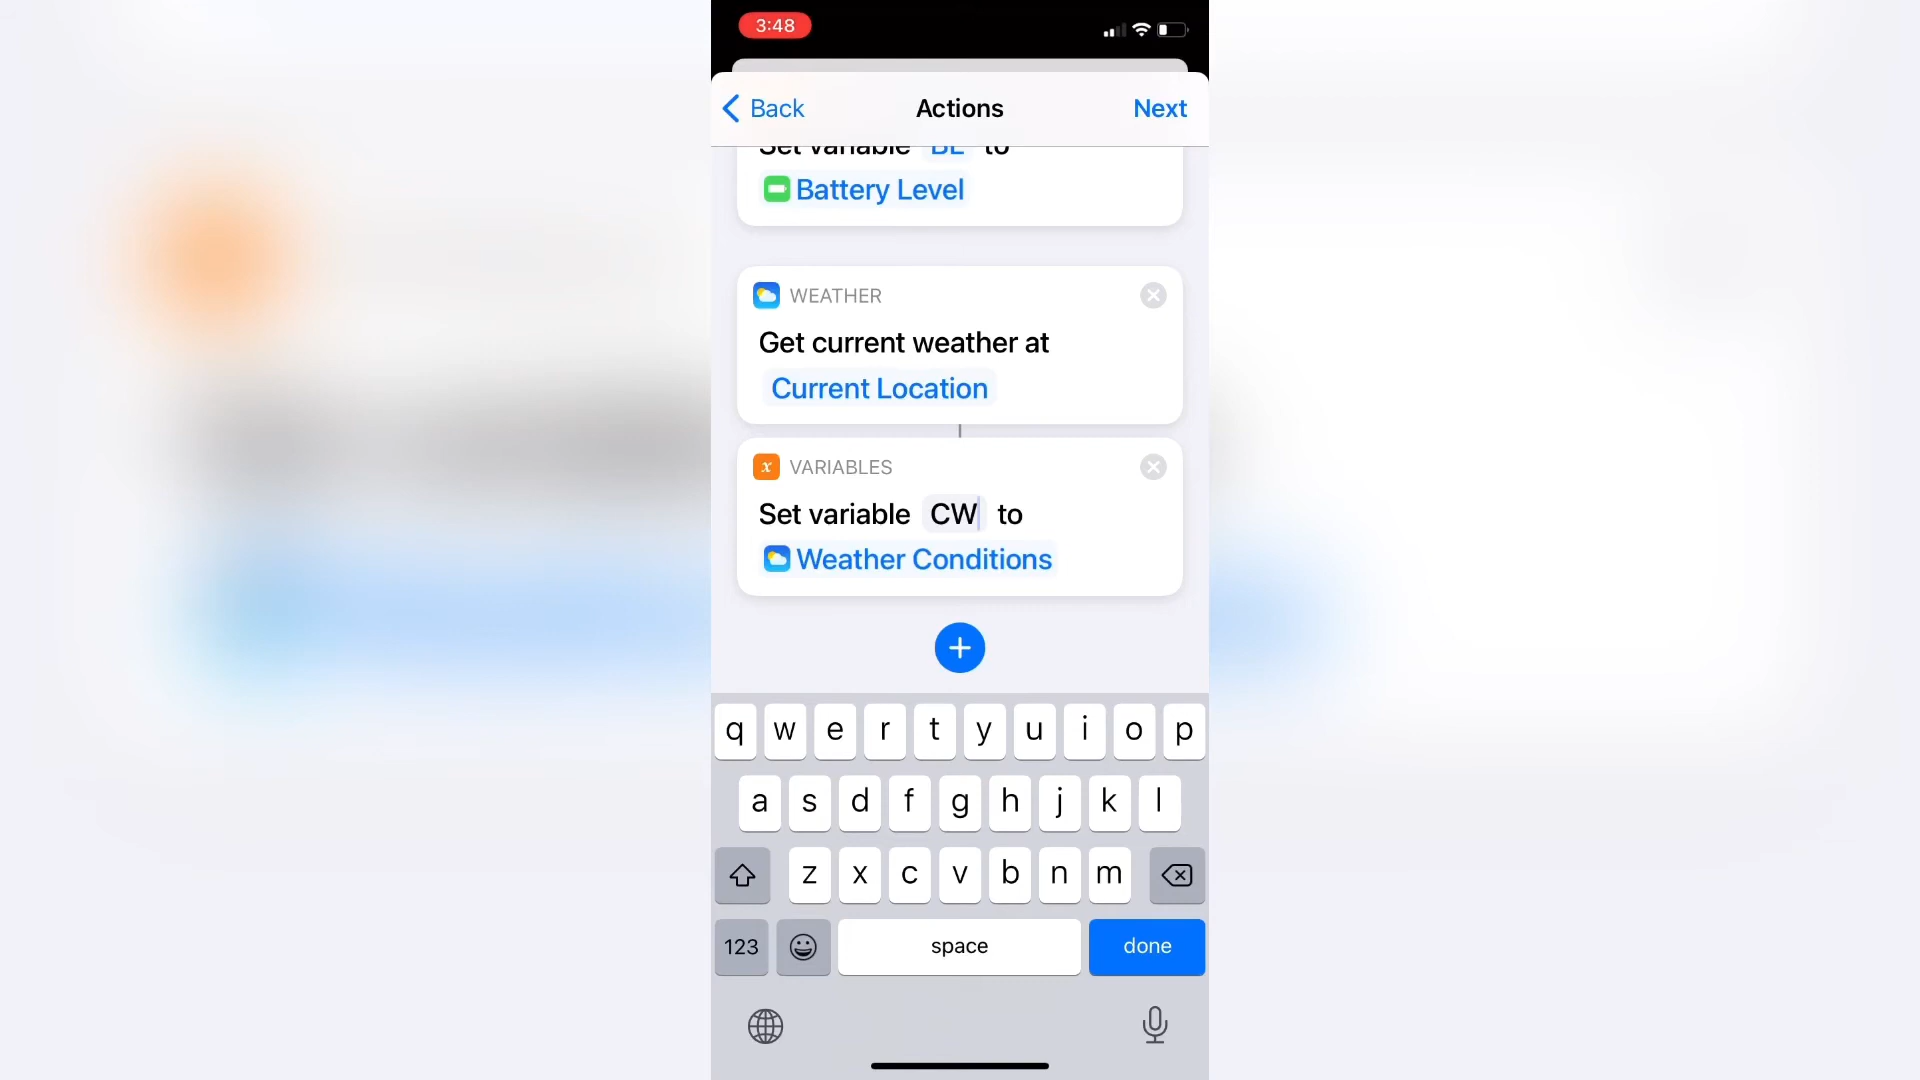 3:48
Back
Actions
Next
Set variable BL to
Battery Level
WEATHER
Get current weather at
Current Location
VARIABLES
Set variable CW to
Weather Conditions
q w e r t y u i o p
a s d f g h j k l
z x c v b n m
123
space
done